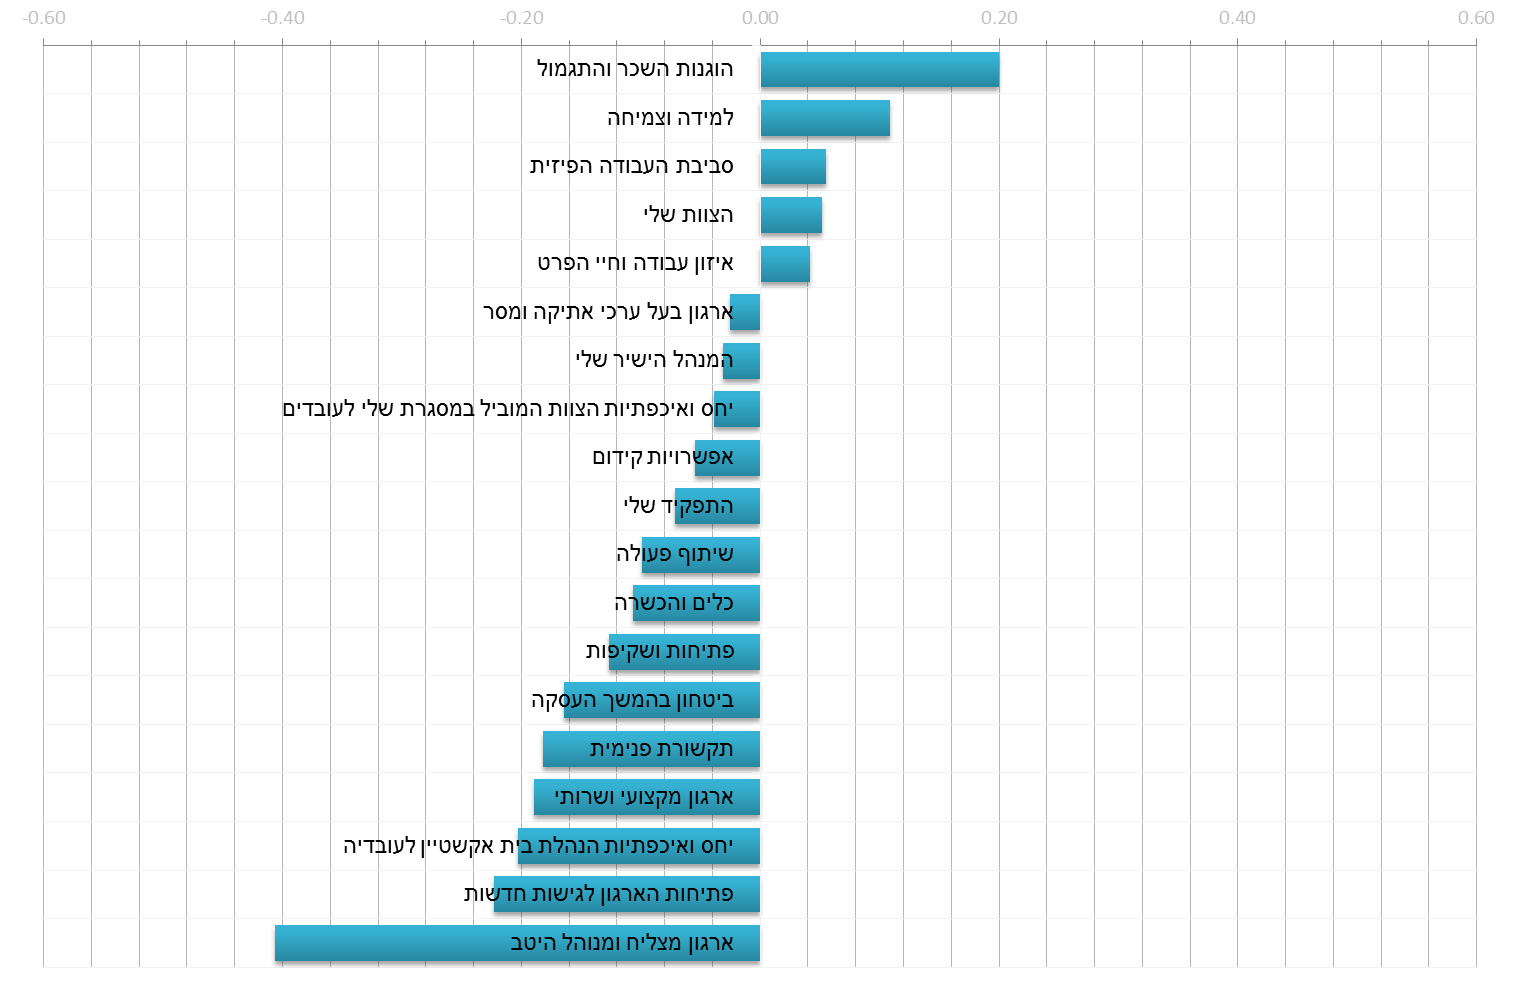 -0.60 -0.40 -0.20 0.00 0.20 0.40 0.60
הוגנות השכר והתגמול
למידה וצמיחה
סביבת העבודה הפיזית
הצוות שלי
איזון עבודה וחיי הפרט
ארגון בעל ערכי אתיקה ומסר
המנהל הישיר שלי
יחס ואיכפתיות הצוות המוביל במסגרת שלי לעובדים
אפשרויות קידום
התפקיד שלי
שיתוף פעולה
כלים והכשרה
פתיחות ושקיפות
ביטחון בהמשך העסקה
תקשורת פנימית
ארגון מקצועי ושרותי
יחס ואיכפתיות הנהלת בית אקשטיין לעובדיה
פתיחות הארגון לגישות חדשות
ארגון מצליח ומנוהל היטב